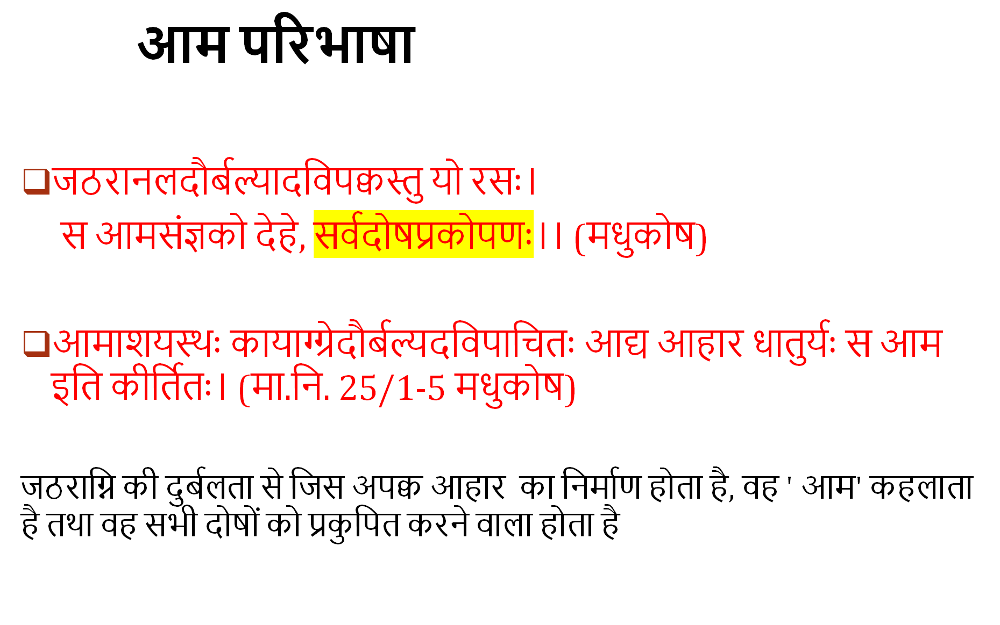 आम परिभाषा
❑जठरानलदौर्बल्यादविपक्वस्तु यो रसः।
स आमसंज्ञको देहे, सर्वदोषप्रकोपणः।। (मधुकोष)
❑आमाशयस्थः कायाग्ग्रेदौर्बल्यदविपाचितः आद्य आहार धातुर्यः स आम
इति कीर्तितः। (मा.नि. 25/1-5 मधुकोष)
जठराग्नि की दुर्बलता से जिस अपक्व आहार का निर्माण होता है, वह ' आम' कहलाता
है तथा वह सभी दोषों को प्रकुपित करने वाला होता है